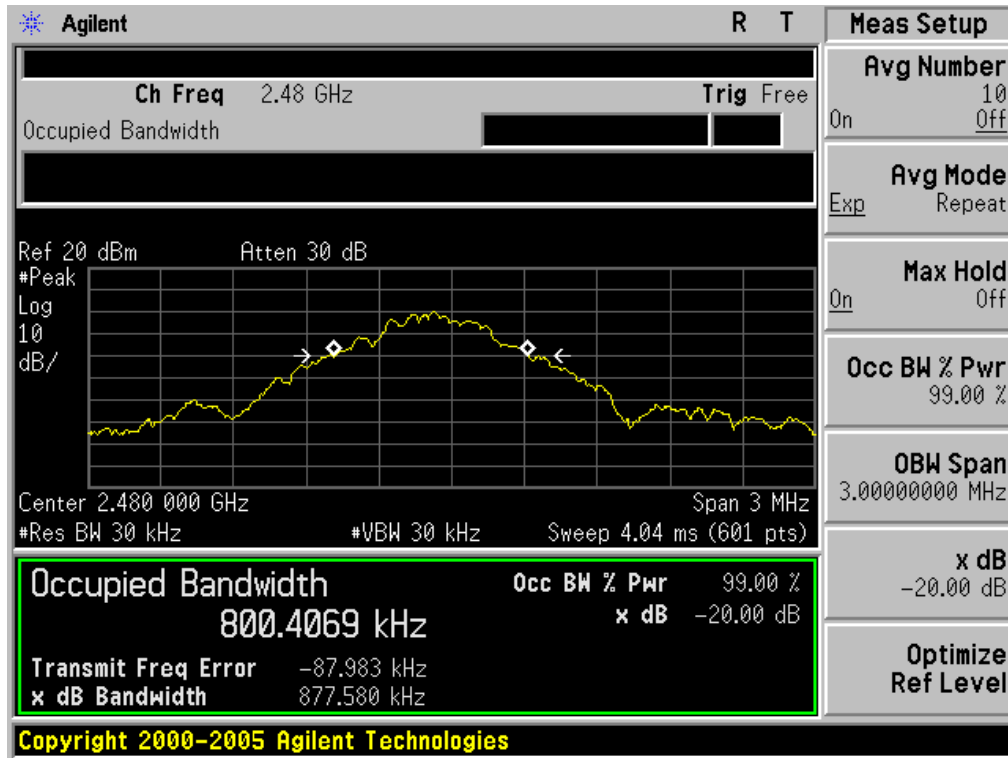 Agilent R T
Ch Freq 2.48 GHz Trig Free
Occupied Bandwidth
Ref 20 dBm Atten 30 dB
#Peak
Log
10
dB/
Center 2.480 000 GHz Span 3 MHz
#Res BW 30 kHz #VBW 30 kHz Sweep 4.04 ms (601 pts)
Occupied Bandwidth
800.4069 kHz
Occ BW % Pwr 99.00 %
x dB -20.00 dB
Transmit Freq Error -87.983 kHz
x dB Bandwidth 877.580 kHz
Copyright 2000-2005 Agilent Technologies
Meas Setup
Avg Number
10
On Off
Avg Mode
Exp Repeat
Max Hold
On Off
Occ BW % Pwr
99.00 %
OBW Span
3.00000000 MHz
x dB
-20.00 dB
Optimize
Ref Level